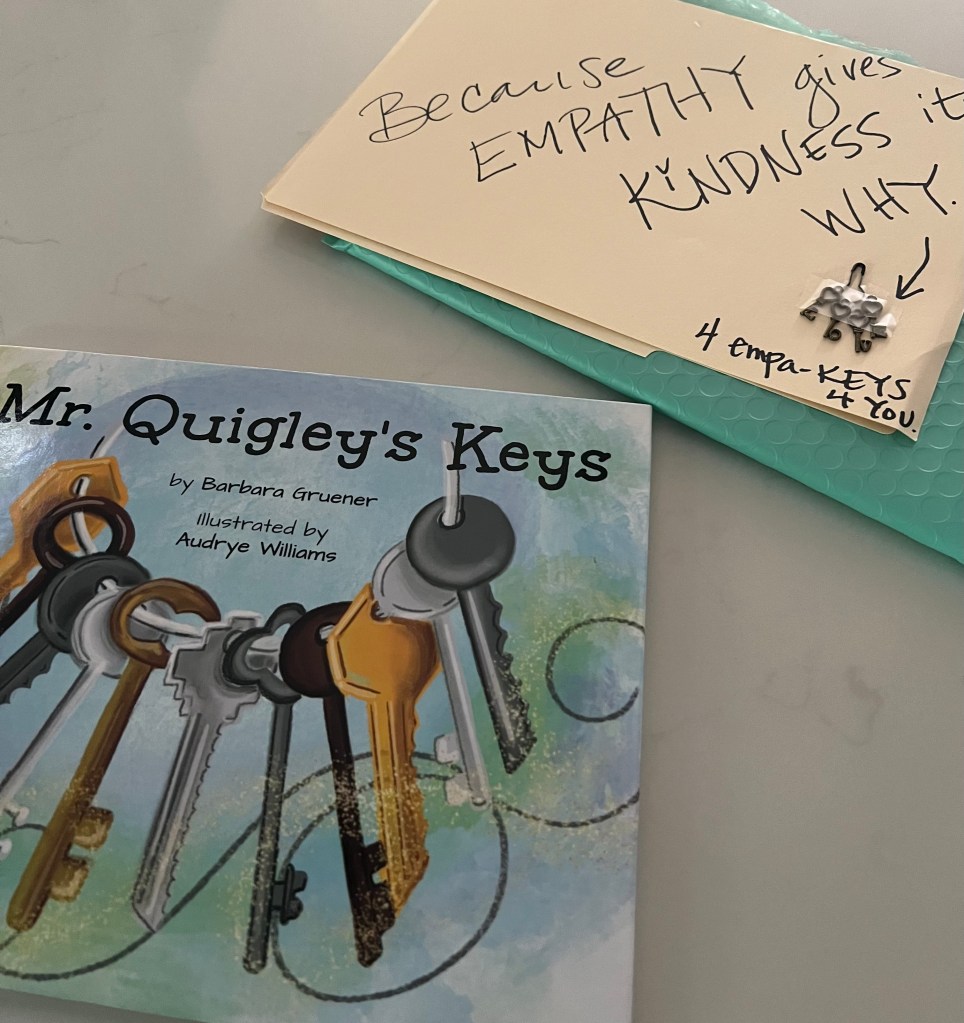 Because
EMPATHY gives
KiNDNESS it
WHY.
4 empa-KEYS
4 You.
Mr. Quigley's Keys
by Barbara Gruener
Illustrated by
Audrye Williams